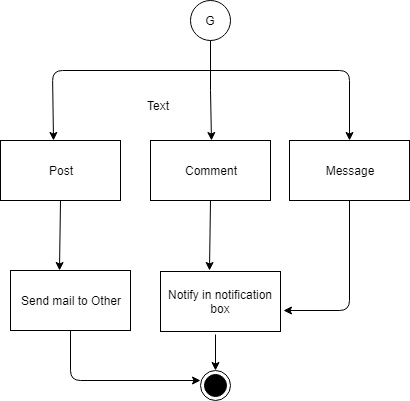 G
Text
Post
Comment
Message
Send mail to Other
Notify in notification
box